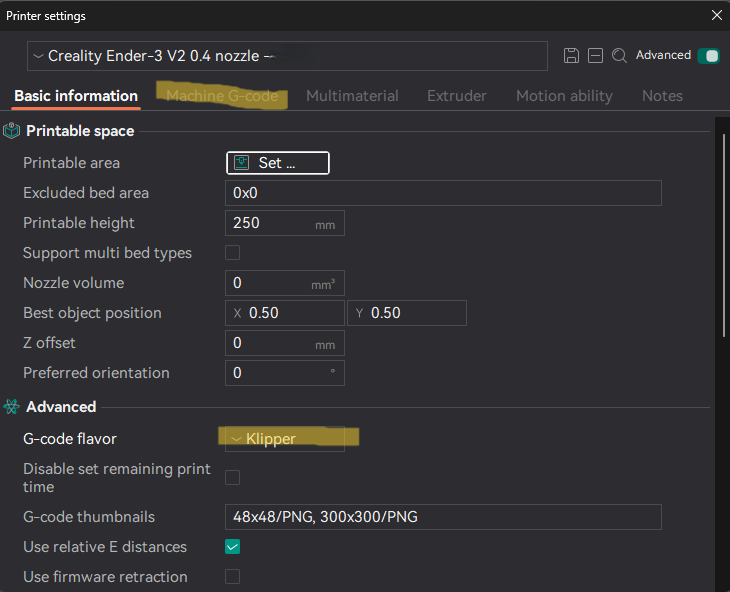 Printer settings
Creality Ender-3 V2 0.4 nozzle –
Advanced
Basic information Machine G-code Multimaterial Extruder Motion ability Notes
Printable space
Printable area Set ...
Excluded bed area 0x0
Printable height 250 mm
Support multi bed types
Nozzle volume 0 mm³
Best object position X 0.50 Y 0.50
Z offset 0 mm
Preferred orientation 0 °
Advanced
G-code flavor Klipper
Disable set remaining print
time
G-code thumbnails 48x48/PNG, 300x300/PNG
Use relative E distances
Use firmware retraction